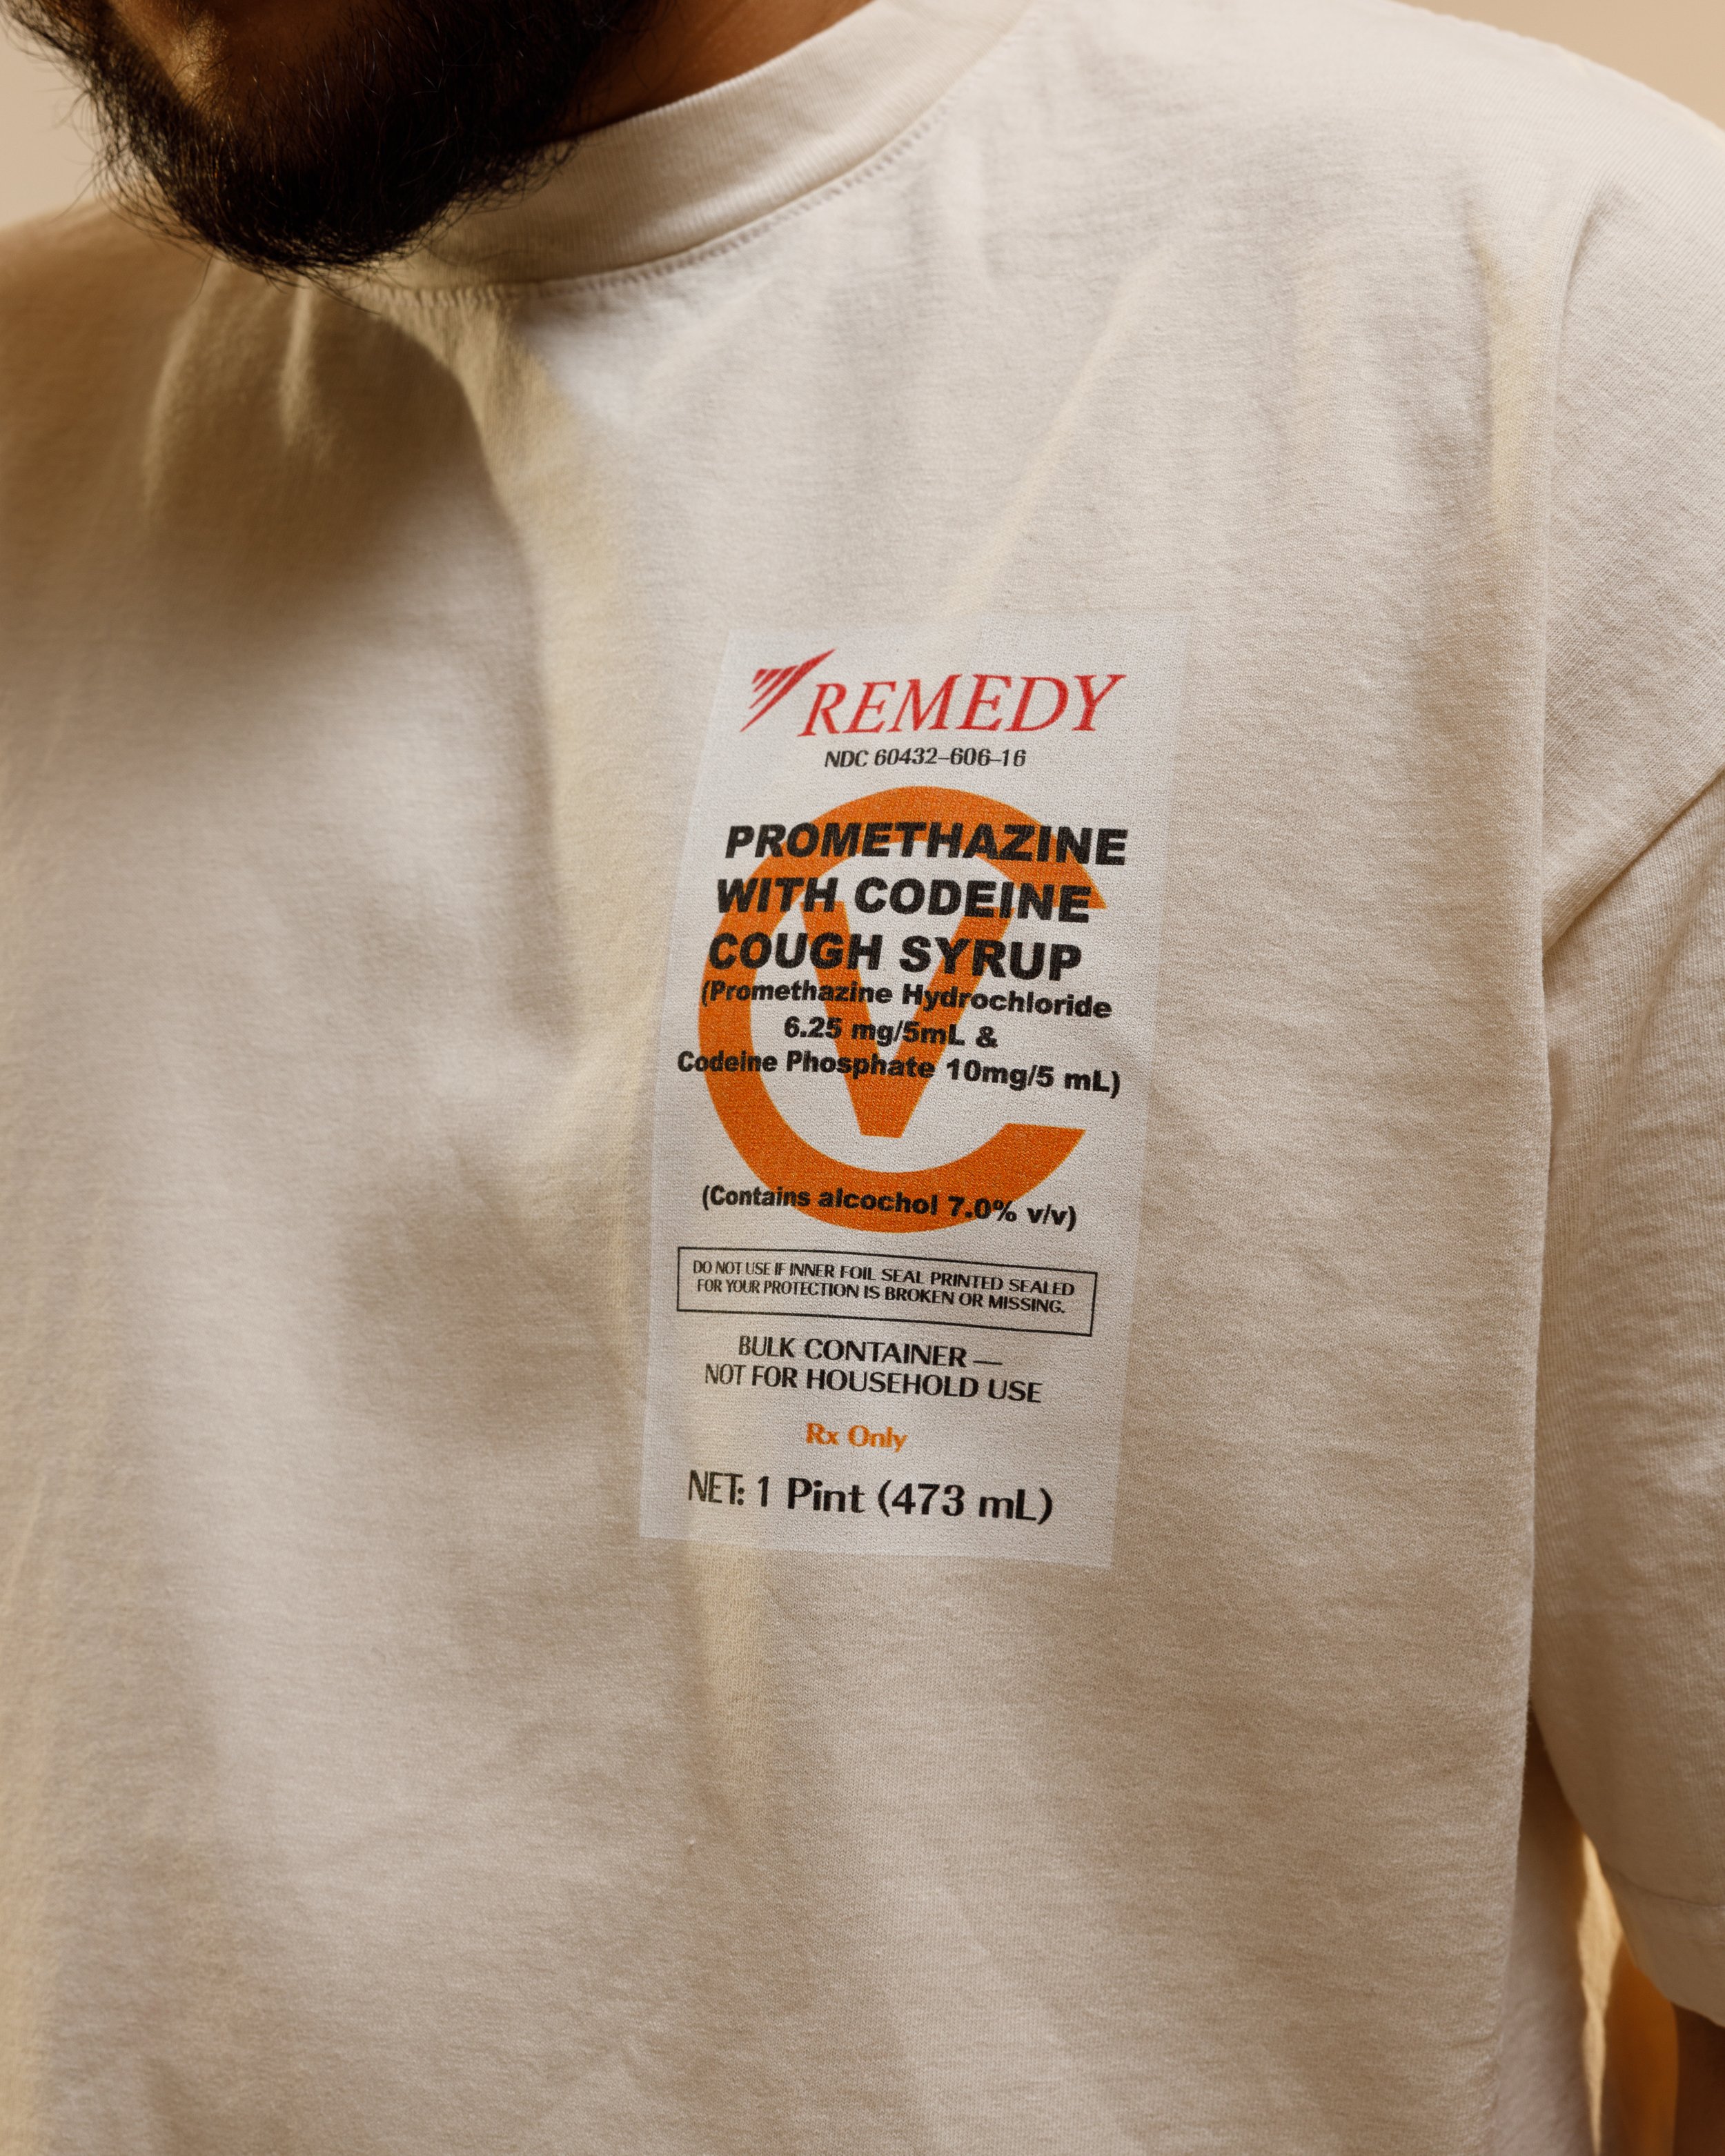 REMEDY
NDC 60432-606-16
PROMETHAZINE
WITH CODEINE
COUGH SYRUP
(Promethazine Hydrochloride
6.25 mg/5mL &
Codeine Phosphate 10mg/5 mL)
CV
(Contains alcochol 7.0% v/v)
DO NOT USE IF INNER FOIL SEAL PRINTED SEALED
FOR YOUR PROTECTION IS BROKEN OR MISSING.
BULK CONTAINER —
NOT FOR HOUSEHOLD USE
Rx Only
NET: 1 Pint (473 mL)